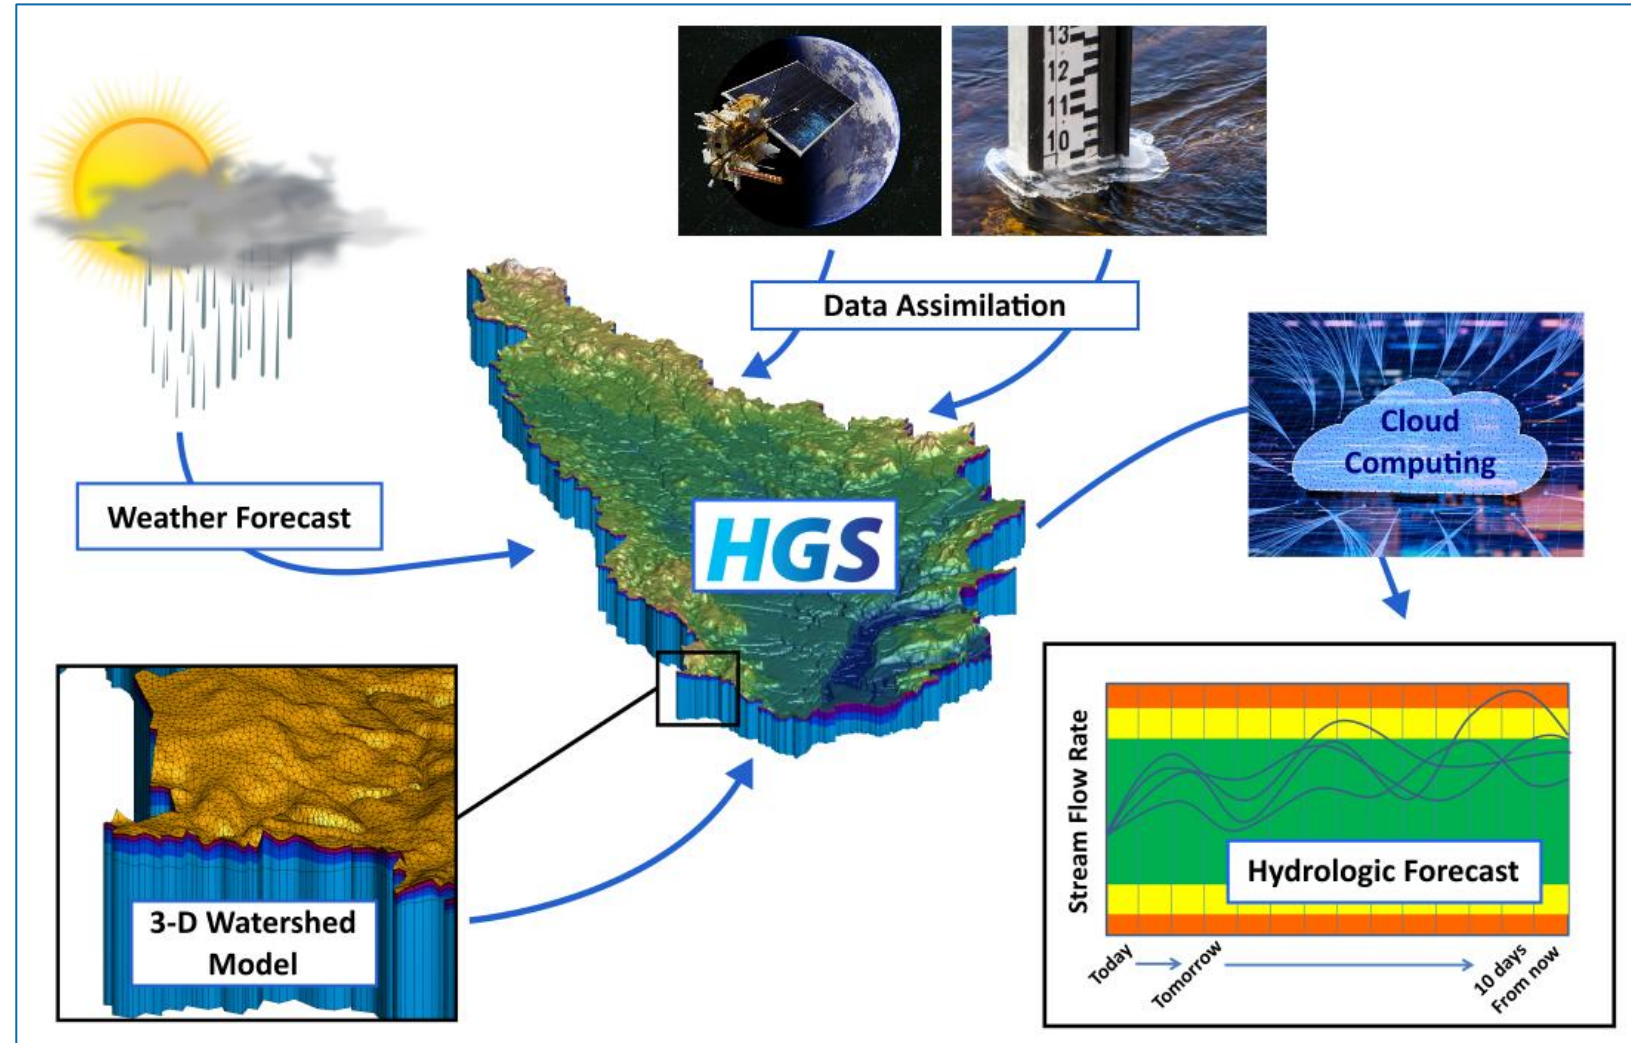 13
12
11
10
Data Assimilation
Cloud
Computing
Weather Forecast
HGS
3-D Watershed
Model
Stream Flow Rate
Hydrologic Forecast
Today
Tomorrow
10 days
From now